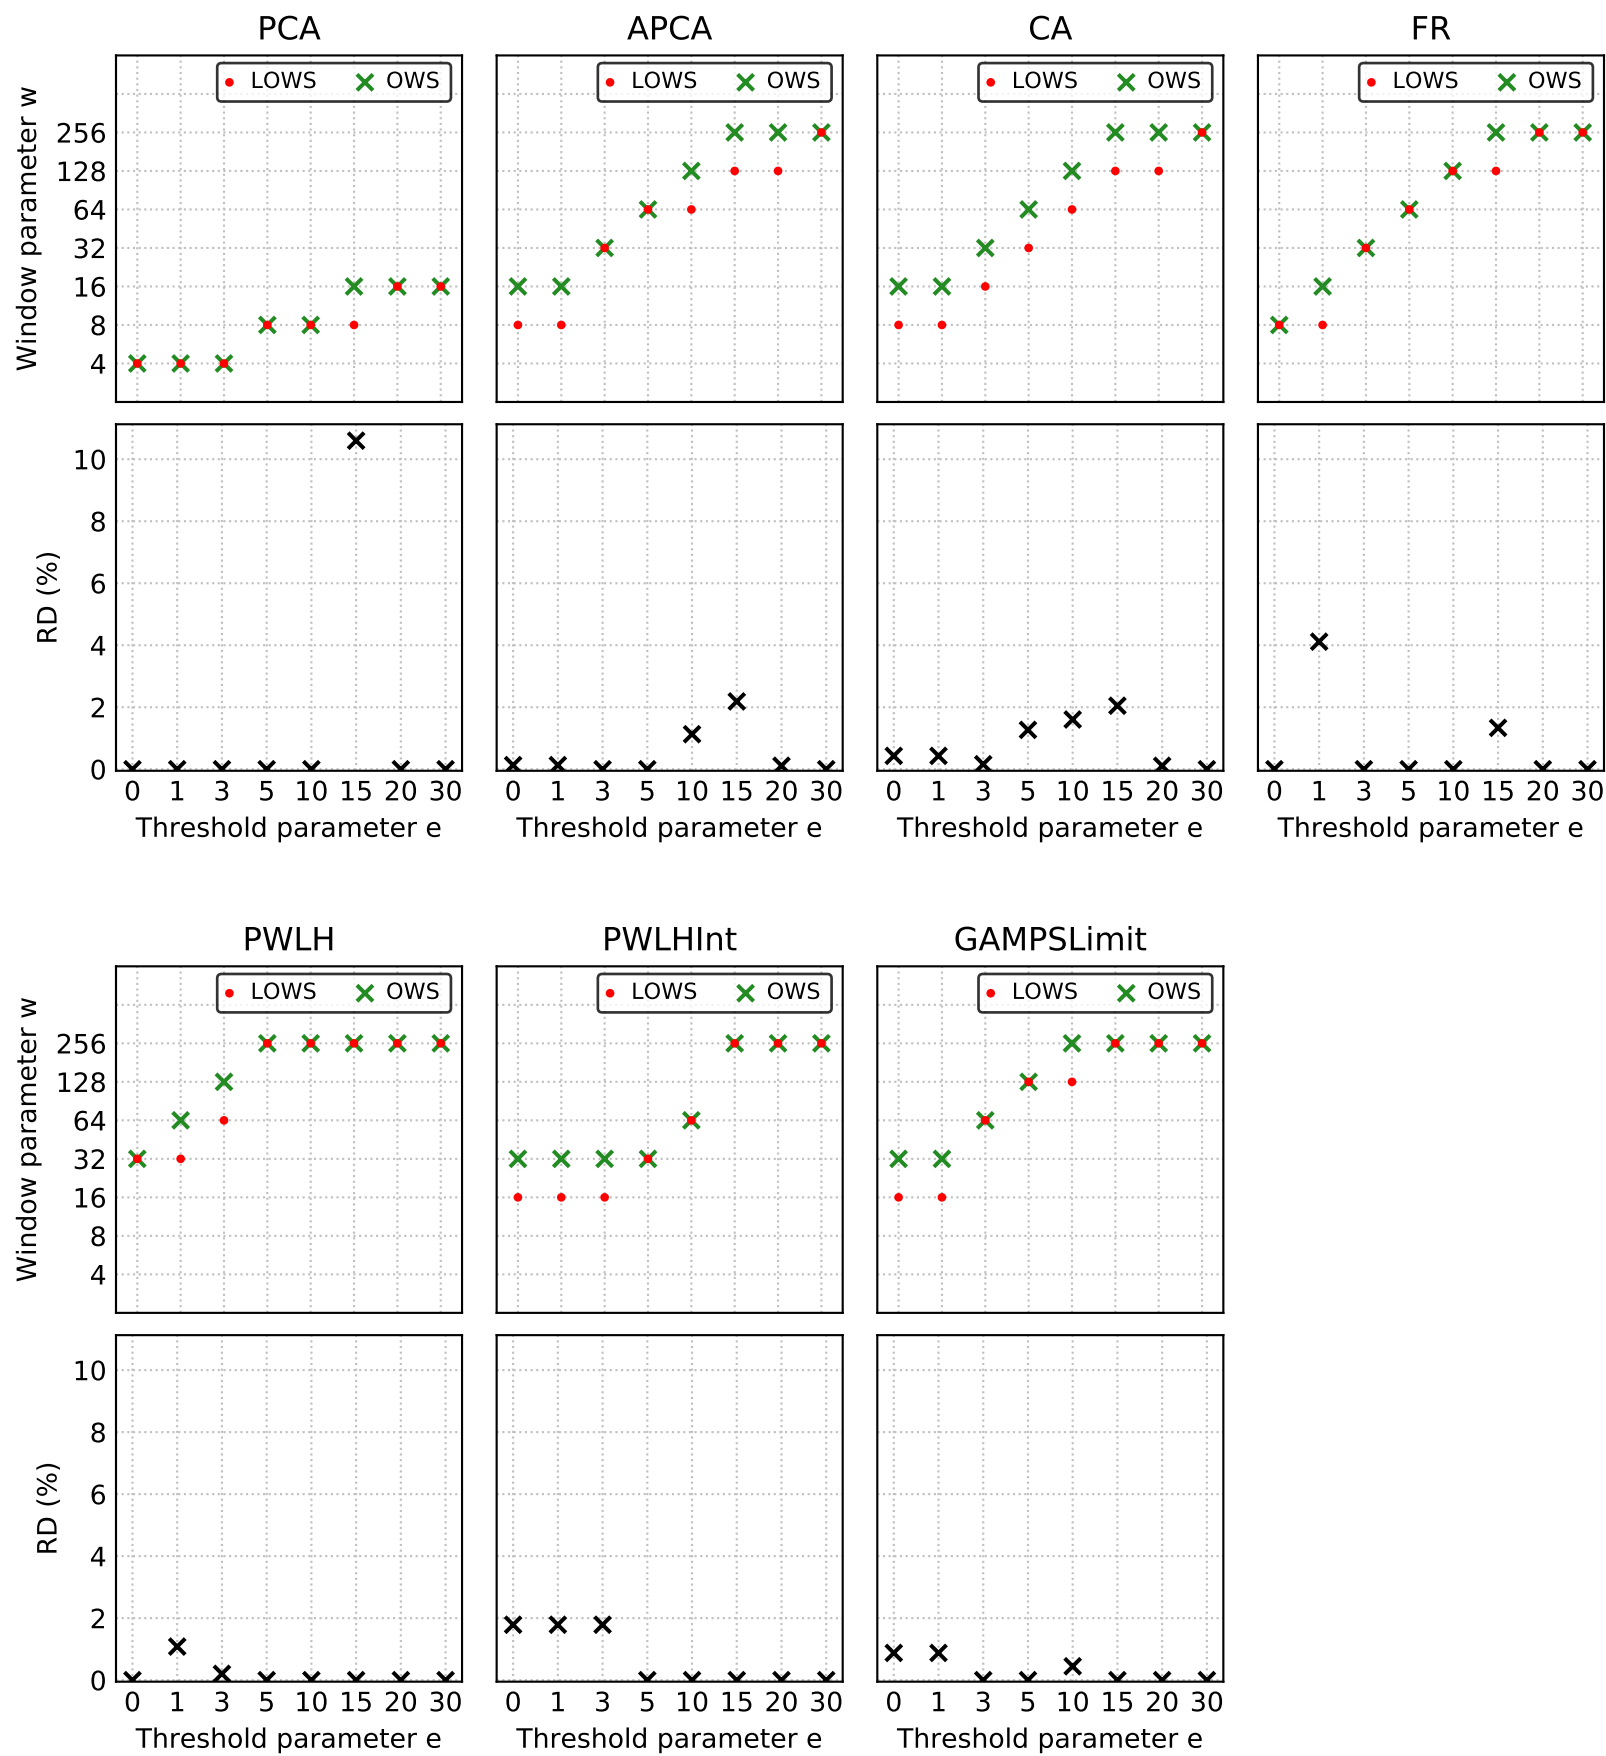 PCA APCA CA FR
LOWS OWS LOWS OWS LOWS OWS LOWS OWS
Window parameter w
256
128
64
32
16
8
4
RD (%)
10
8
6
4
2
0
0 1 3 5 10 15 20 30 0 1 3 5 10 15 20 30 0 1 3 5 10 15 20 30 0 1 3 5 10 15 20 30
Threshold parameter e Threshold parameter e Threshold parameter e Threshold parameter e
PWLH PWLHInt GAMPSLimit
LOWS OWS LOWS OWS LOWS OWS
Window parameter w
256
128
64
32
16
8
4
RD (%)
10
8
6
4
2
0
0 1 3 5 10 15 20 30 0 1 3 5 10 15 20 30 0 1 3 5 10 15 20 30
Threshold parameter e Threshold parameter e Threshold parameter e